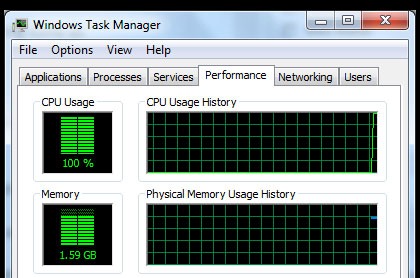 Windows Task Manager
File Options View Help
Applications Processes Services Performance Networking Users
CPU Usage CPU Usage History
100 %
Memory Physical Memory Usage History
1.59 GB